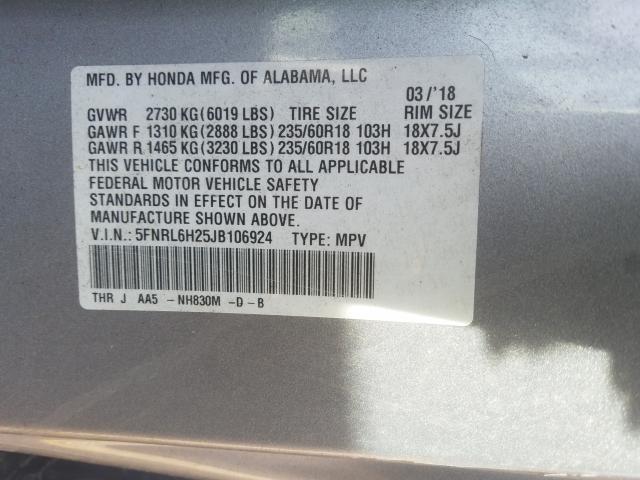 MFD. BY HONDA MFG. OF ALABAMA, LLC
03/'18
GVWR 2730 KG(6019 LBS) TIRE SIZE RIM SIZE
GAWR F 1310 KG(2888 LBS)235/60R18 103H 18X7.5J
GAWR R 1465 KG(3230 LBS)235/60R18 103H 18X7.5J
THIS VEHICLE CONFORMS TO ALL APPLICABLE
FEDERAL MOTOR VEHICLE SAFETY
STANDARDS IN EFFECT ON THE DATE OF
MANUFACTURE SHOWN ABOVE.
V.I.N.: 5FNRL6H25JB106924 TYPE: MPV
THR J AA5 -NH830M -D -B